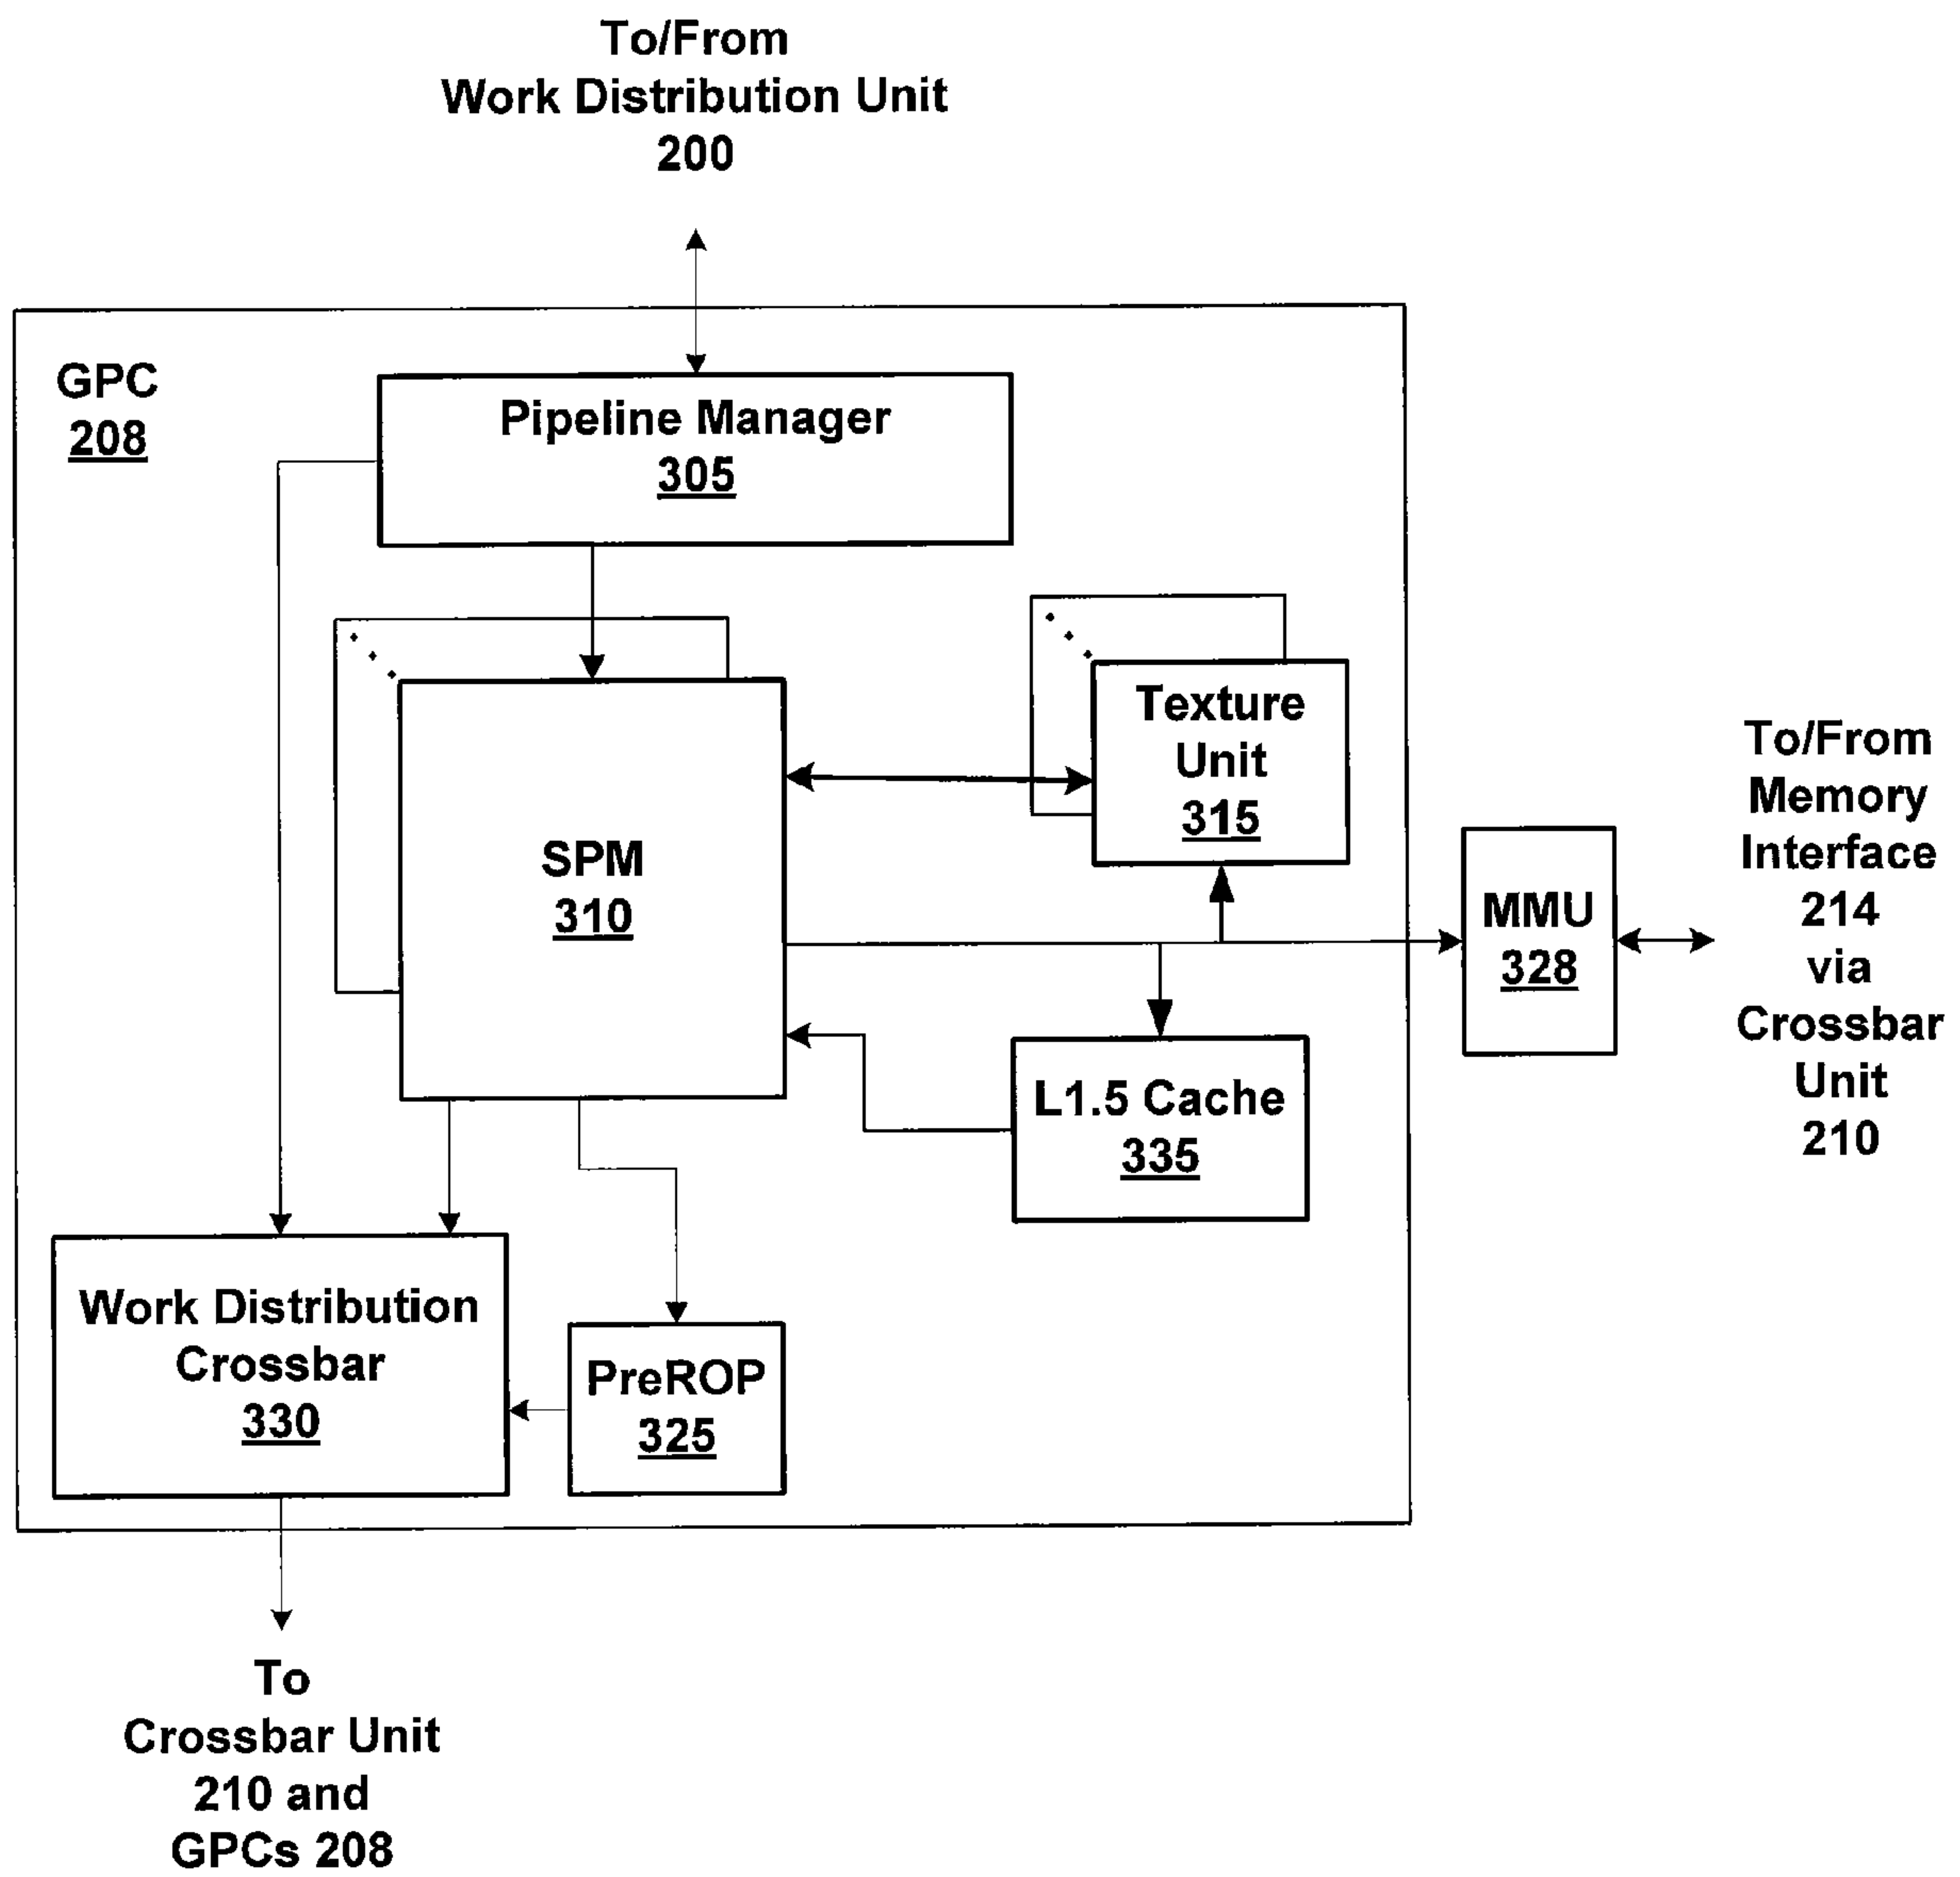 To/From
Work Distribution Unit
200
GPC
208
Pipeline Manager
305
Texture
Unit
315
SPM
310
To/From
Memory
Interface
214
via
Crossbar
Unit
210
MMU
328
L1.5 Cache
335
Work Distribution
Crossbar
330
PreROP
325
To
Crossbar Unit
210 and
GPCs 208